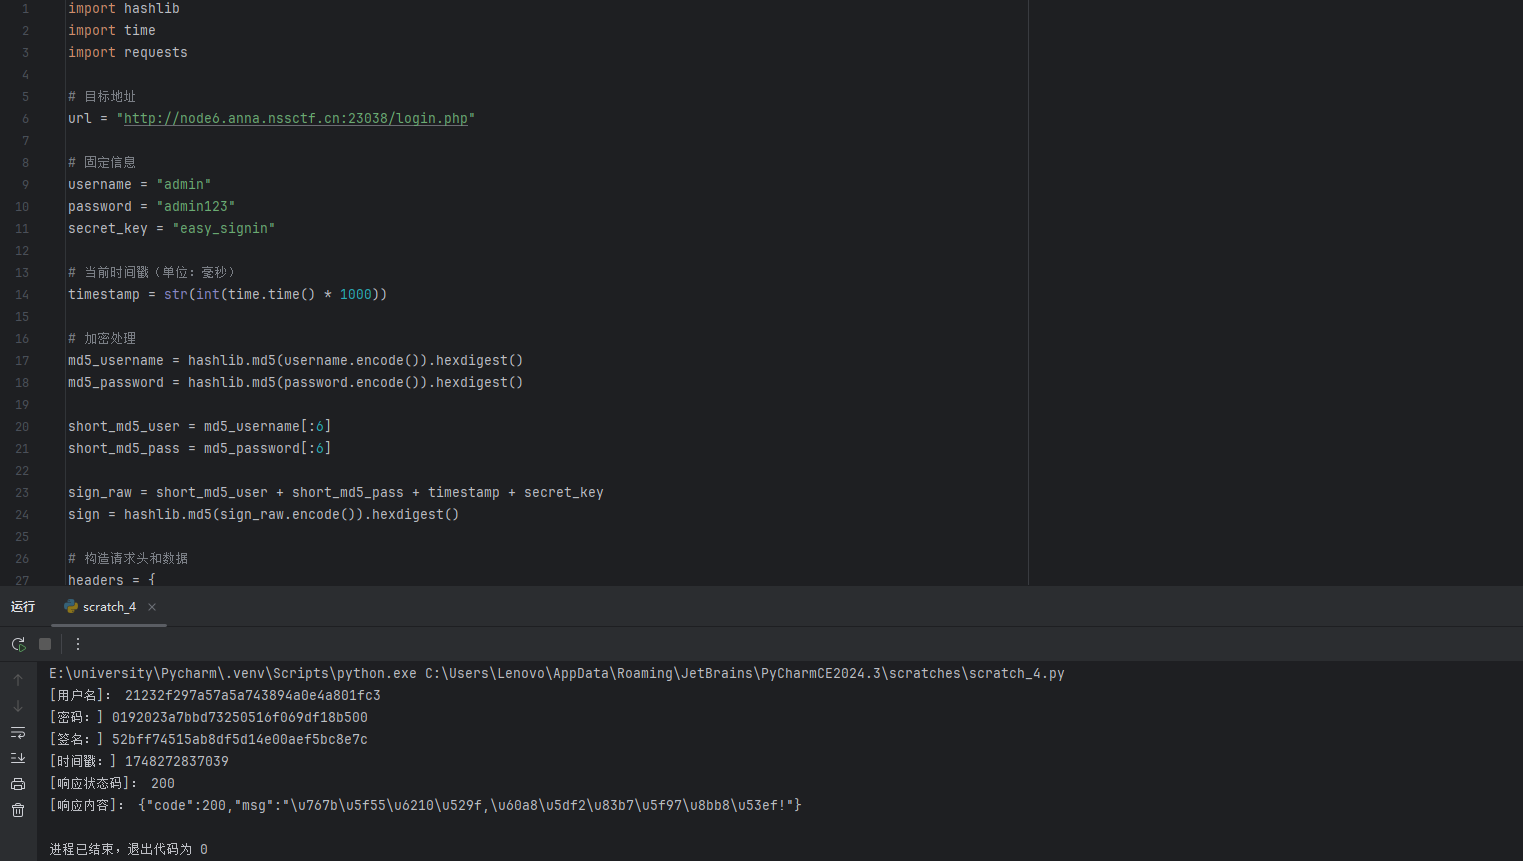 1 import hashlib
2 import time
3 import requests
4
5 # 目标地址
6 url = "http://node6.anna.nssctf.cn:23038/login.php"
7
8 # 固定信息
9 username = "admin"
10 password = "admin123"
11 secret_key = "easy_signin"
12
13 # 当前时间戳（单位：毫秒）
14 timestamp = str(int(time.time() * 1000))
15
16 # 加密处理
17 md5_username = hashlib.md5(username.encode()).hexdigest()
18 md5_password = hashlib.md5(password.encode()).hexdigest()
19
20 short_md5_user = md5_username[:6]
21 short_md5_pass = md5_password[:6]
22
23 sign_raw = short_md5_user + short_md5_pass + timestamp + secret_key
24 sign = hashlib.md5(sign_raw.encode()).hexdigest()
25
26 # 构造请求头和数据
27 headers = {
运行 scratch_4
E:\university\Pycharm\.venv\Scripts\python.exe C:\Users\Lenovo\AppData\Roaming\JetBrains\PyCharmCE2024.3\scratches\scratch_4.py
[用户名]： 21232f297a57a5a743894a0e4a801fc3
[密码：] 0192023a7bbd73250516f069df18b500
[签名：] 52bff74515ab8df5d14e00aef5bc8e7c
[时间戳：] 1748272837039
[响应状态码]： 200
[响应内容]： {"code":200,"msg":"\u767b\u5f55\u6210\u529f,\u60a8\u5df2\u83b7\u5f97\u8bb8\u53ef!"}
进程已结束，退出代码为 0